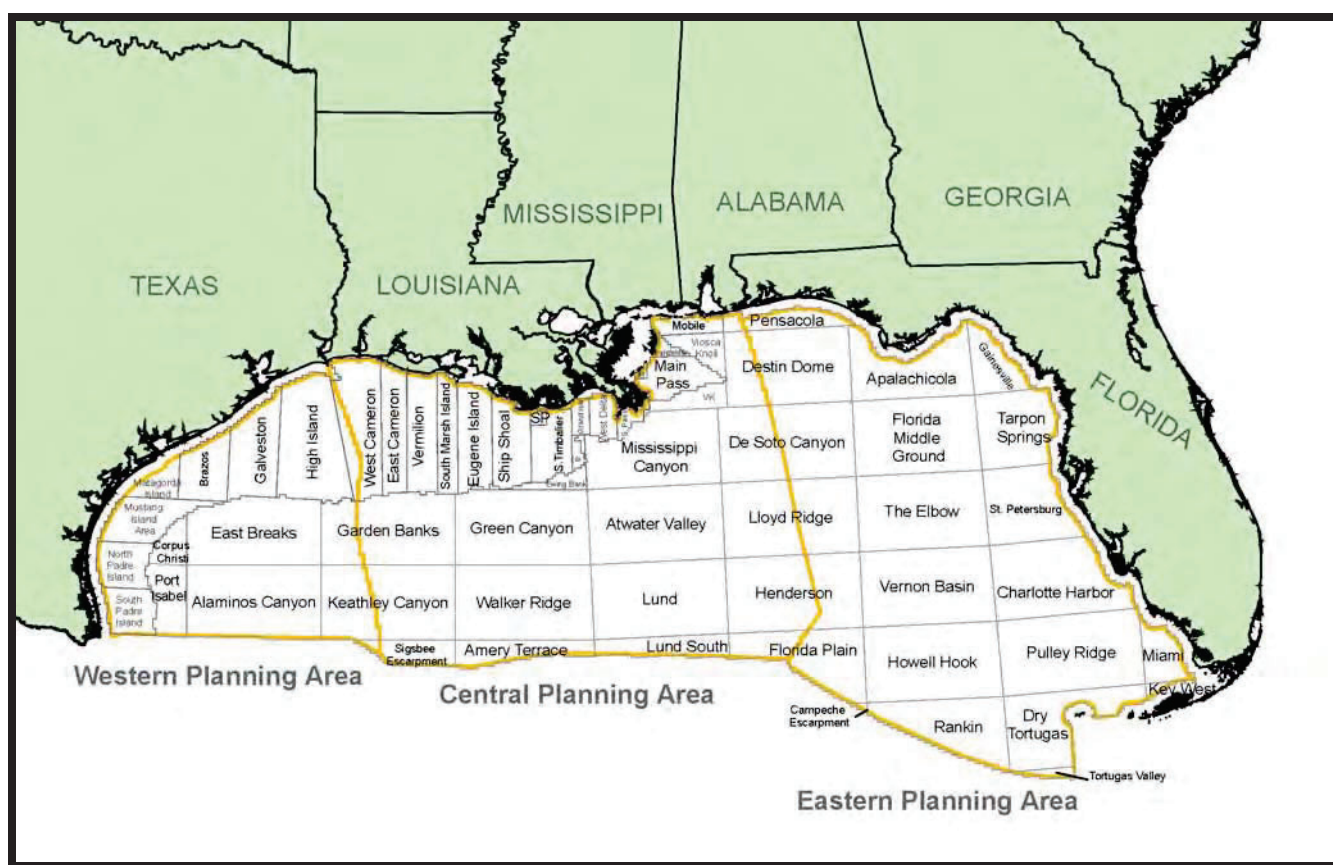 MISSISSIPPI
ALABAMA
GEORGIA
TEXAS
LOUISIANA
FLORIDA
Mobile
Pensacola
Viosca
Knoll
Main
Pass
VK
Destin Dome
Apalachicola
Gainesville
Matagorda
Island
Brazos
Galveston
High Island
West Cameron
East Cameron
Vermilion
South Marsh Island
Eugene Island
Ship Shoal
SP
S. Timbalier
West Delta
Ewing Bank
Mississippi
Canyon
De Soto Canyon
Florida
Middle
Ground
Tarpon
Springs
Mustang
Island
Area
Corpus
Christi
East Breaks
Garden Banks
Green Canyon
Atwater Valley
Lloyd Ridge
The Elbow
St. Petersburg
North
Padre
Island
Port
Isabel
South
Padre
Island
Alaminos Canyon
Keathley Canyon
Walker Ridge
Lund
Henderson
Vernon Basin
Charlotte Harbor
Sigsbee
Escarpment
Amery Terrace
Lund South
Florida Plain
Howell Hook
Pulley Ridge
Miami
Key West
Western Planning Area
Central Planning Area
Campeche
Escarpment
Rankin
Dry
Tortugas
Tortugas Valley
Eastern Planning Area